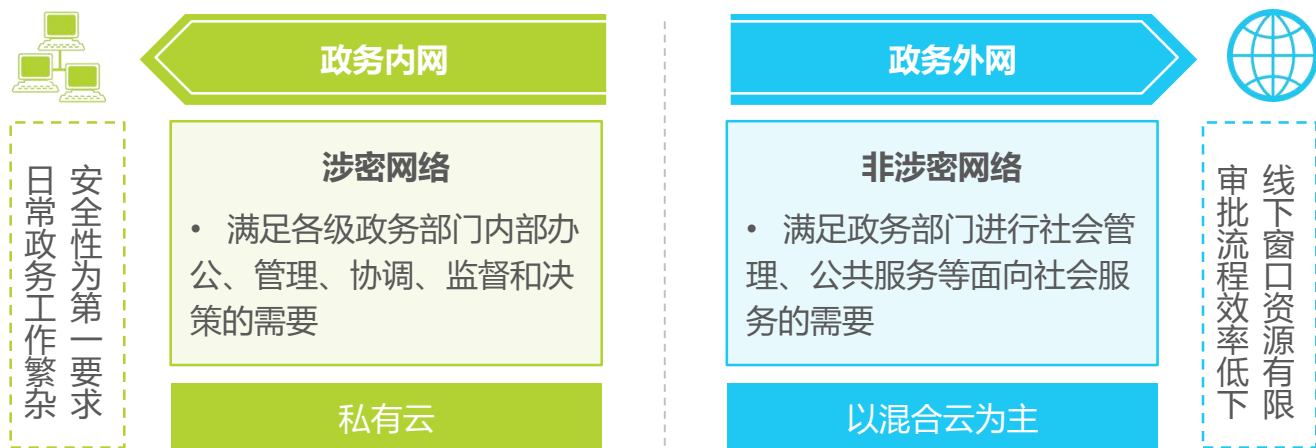 政务内网
政务外网
安全性为第一要求
日常政务工作繁杂
涉密网络
• 满足各级政务部门内部办
公、管理、协调、监督和决
策的需要
私有云
非涉密网络
• 满足政务部门进行社会管
理、公共服务等面向社会服
务的需要
以混合云为主
线下窗口资源有限
审批流程效率低下